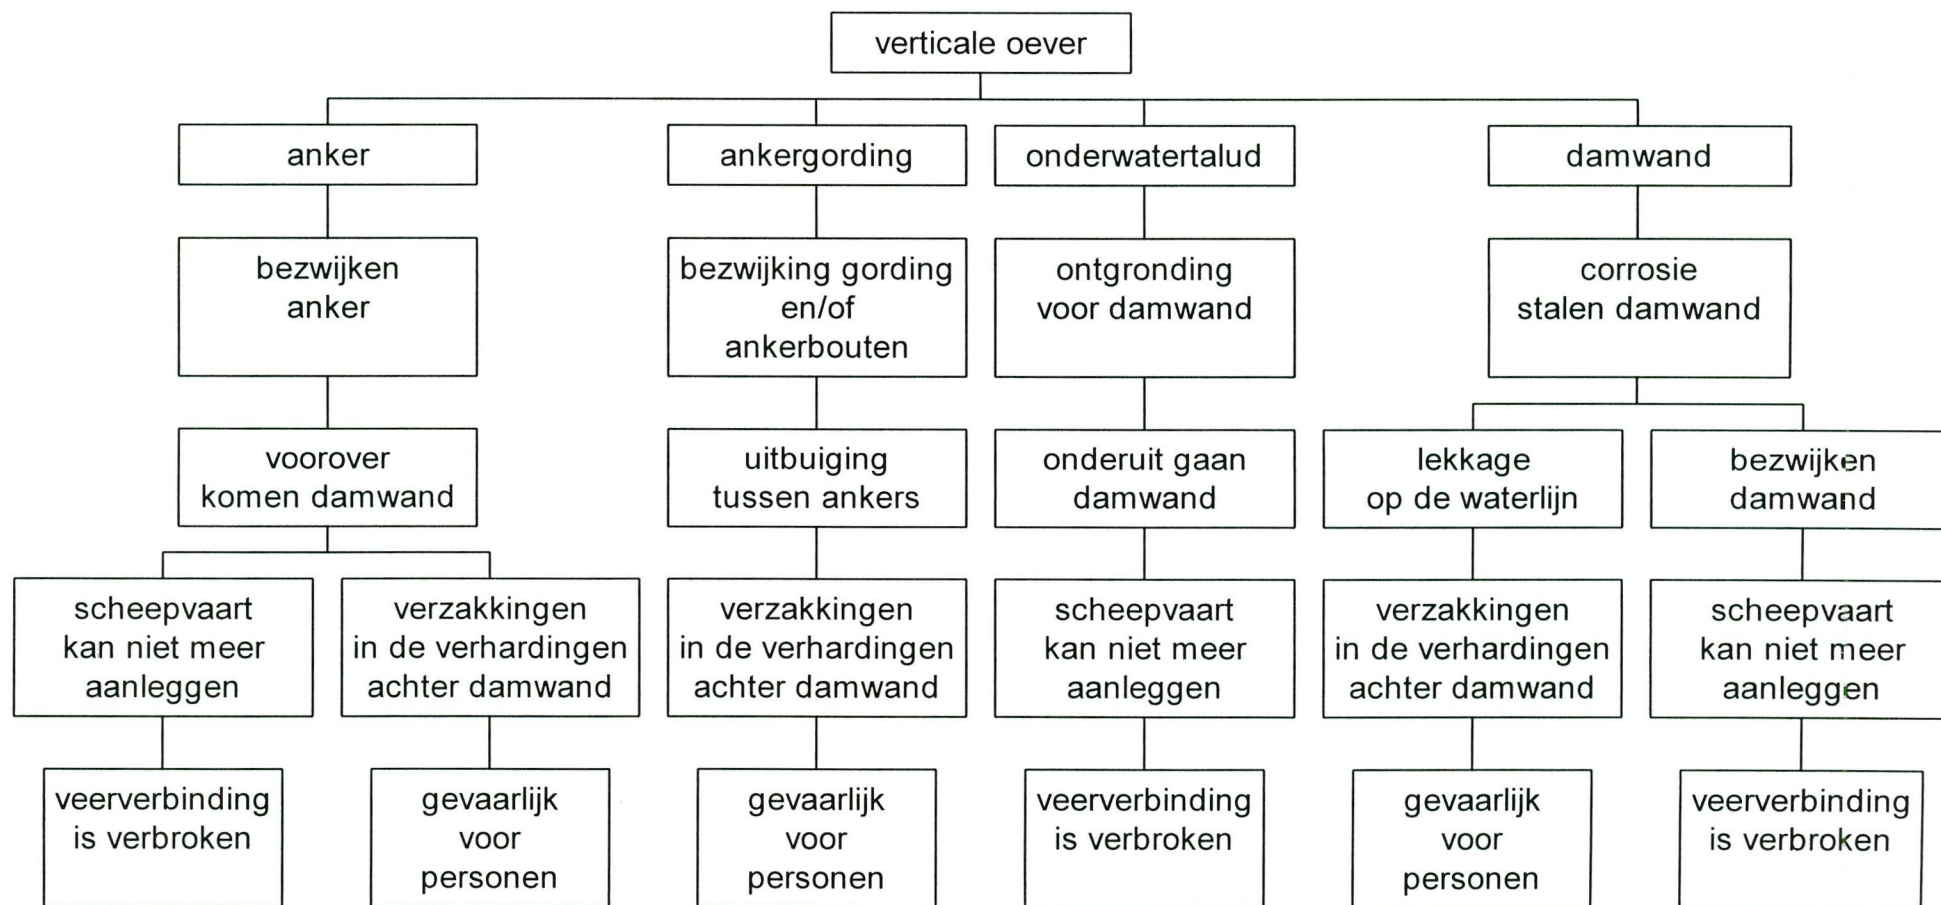 verticale oever
anker
ankergording
onderwatertalud
damwand
bezwijken
anker
bezwijking gording
en/of
ankerbouten
ontgronding
voor damwand
corrosie
stalen damwand
voorover
komen damwand
uitbuiging
tussen ankers
onderuit gaan
damwand
lekkage
op de waterlijn
bezwijken
damwand
scheepvaart
kan niet meer
aanleggen
verzakkingen
in de verhardingen
achter damwand
verzakkingen
in de verhardingen
achter damwand
scheepvaart
kan niet meer
aanleggen
verzakkingen
in de verhardingen
achter damwand
scheepvaart
kan niet meer
aanleggen
veerverbinding
is verbroken
gevaarlijk
voor
personen
gevaarlijk
voor
personen
veerverbinding
is verbroken
gevaarlijk
voor
personen
veerverbinding
is verbroken